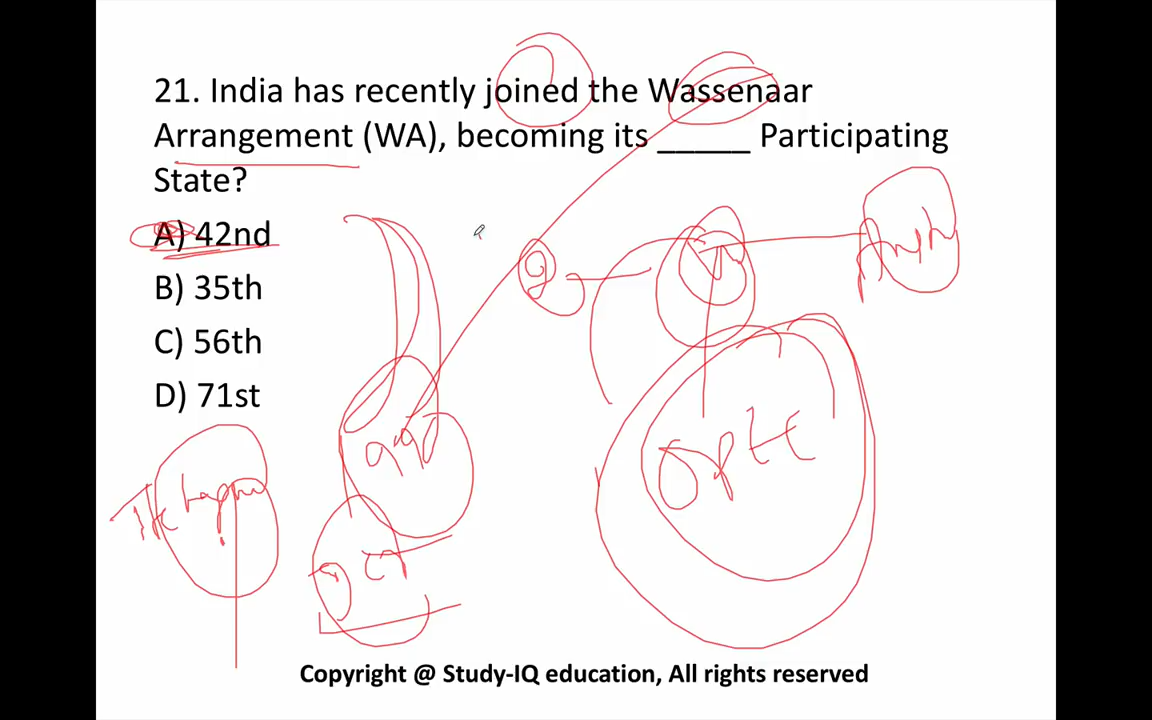 21. India has recently joined the Wassenaar
Arrangement (WA), becoming its _____ Participating
State?
A) 42nd
B) 35th
C) 56th
D) 71st
Copyright @ Study-IQ education, All rights reserved